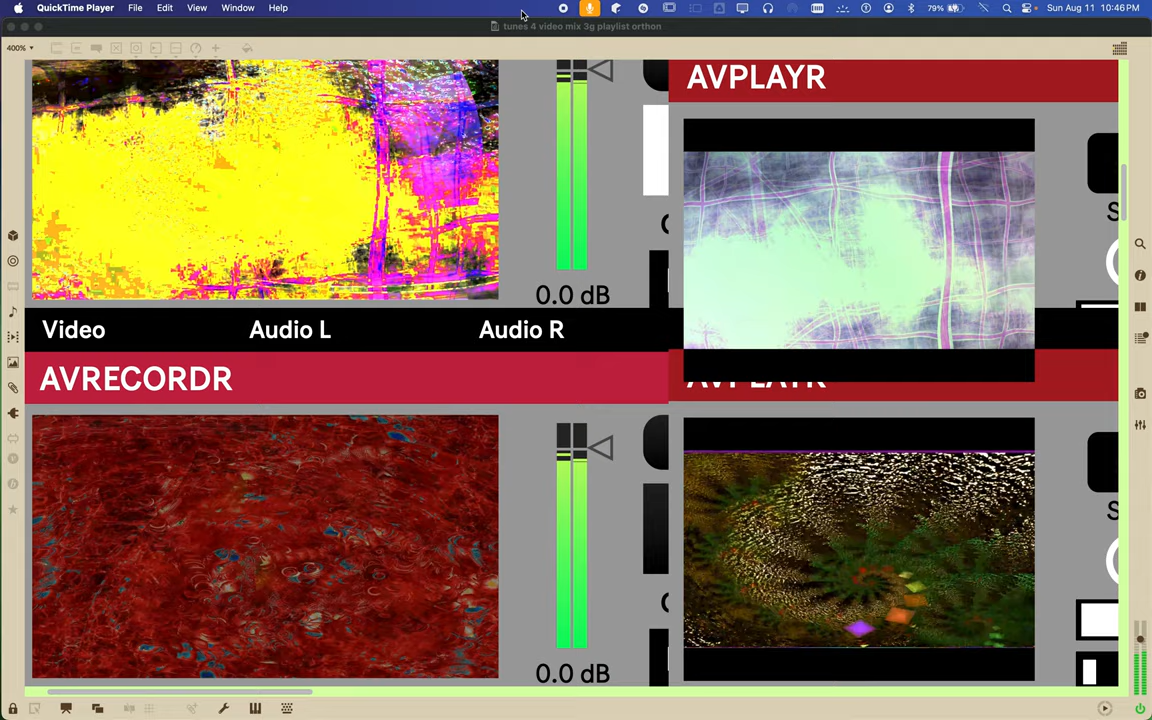 QuickTime Player File Edit View Window Help 79% Sun Aug 11 10:46 PM
tunes 4 video mix 3g playlist orthon
400%
AVPLAYR
0.0 dB
Video Audio L Audio R
AVRECORDR
0.0 dB